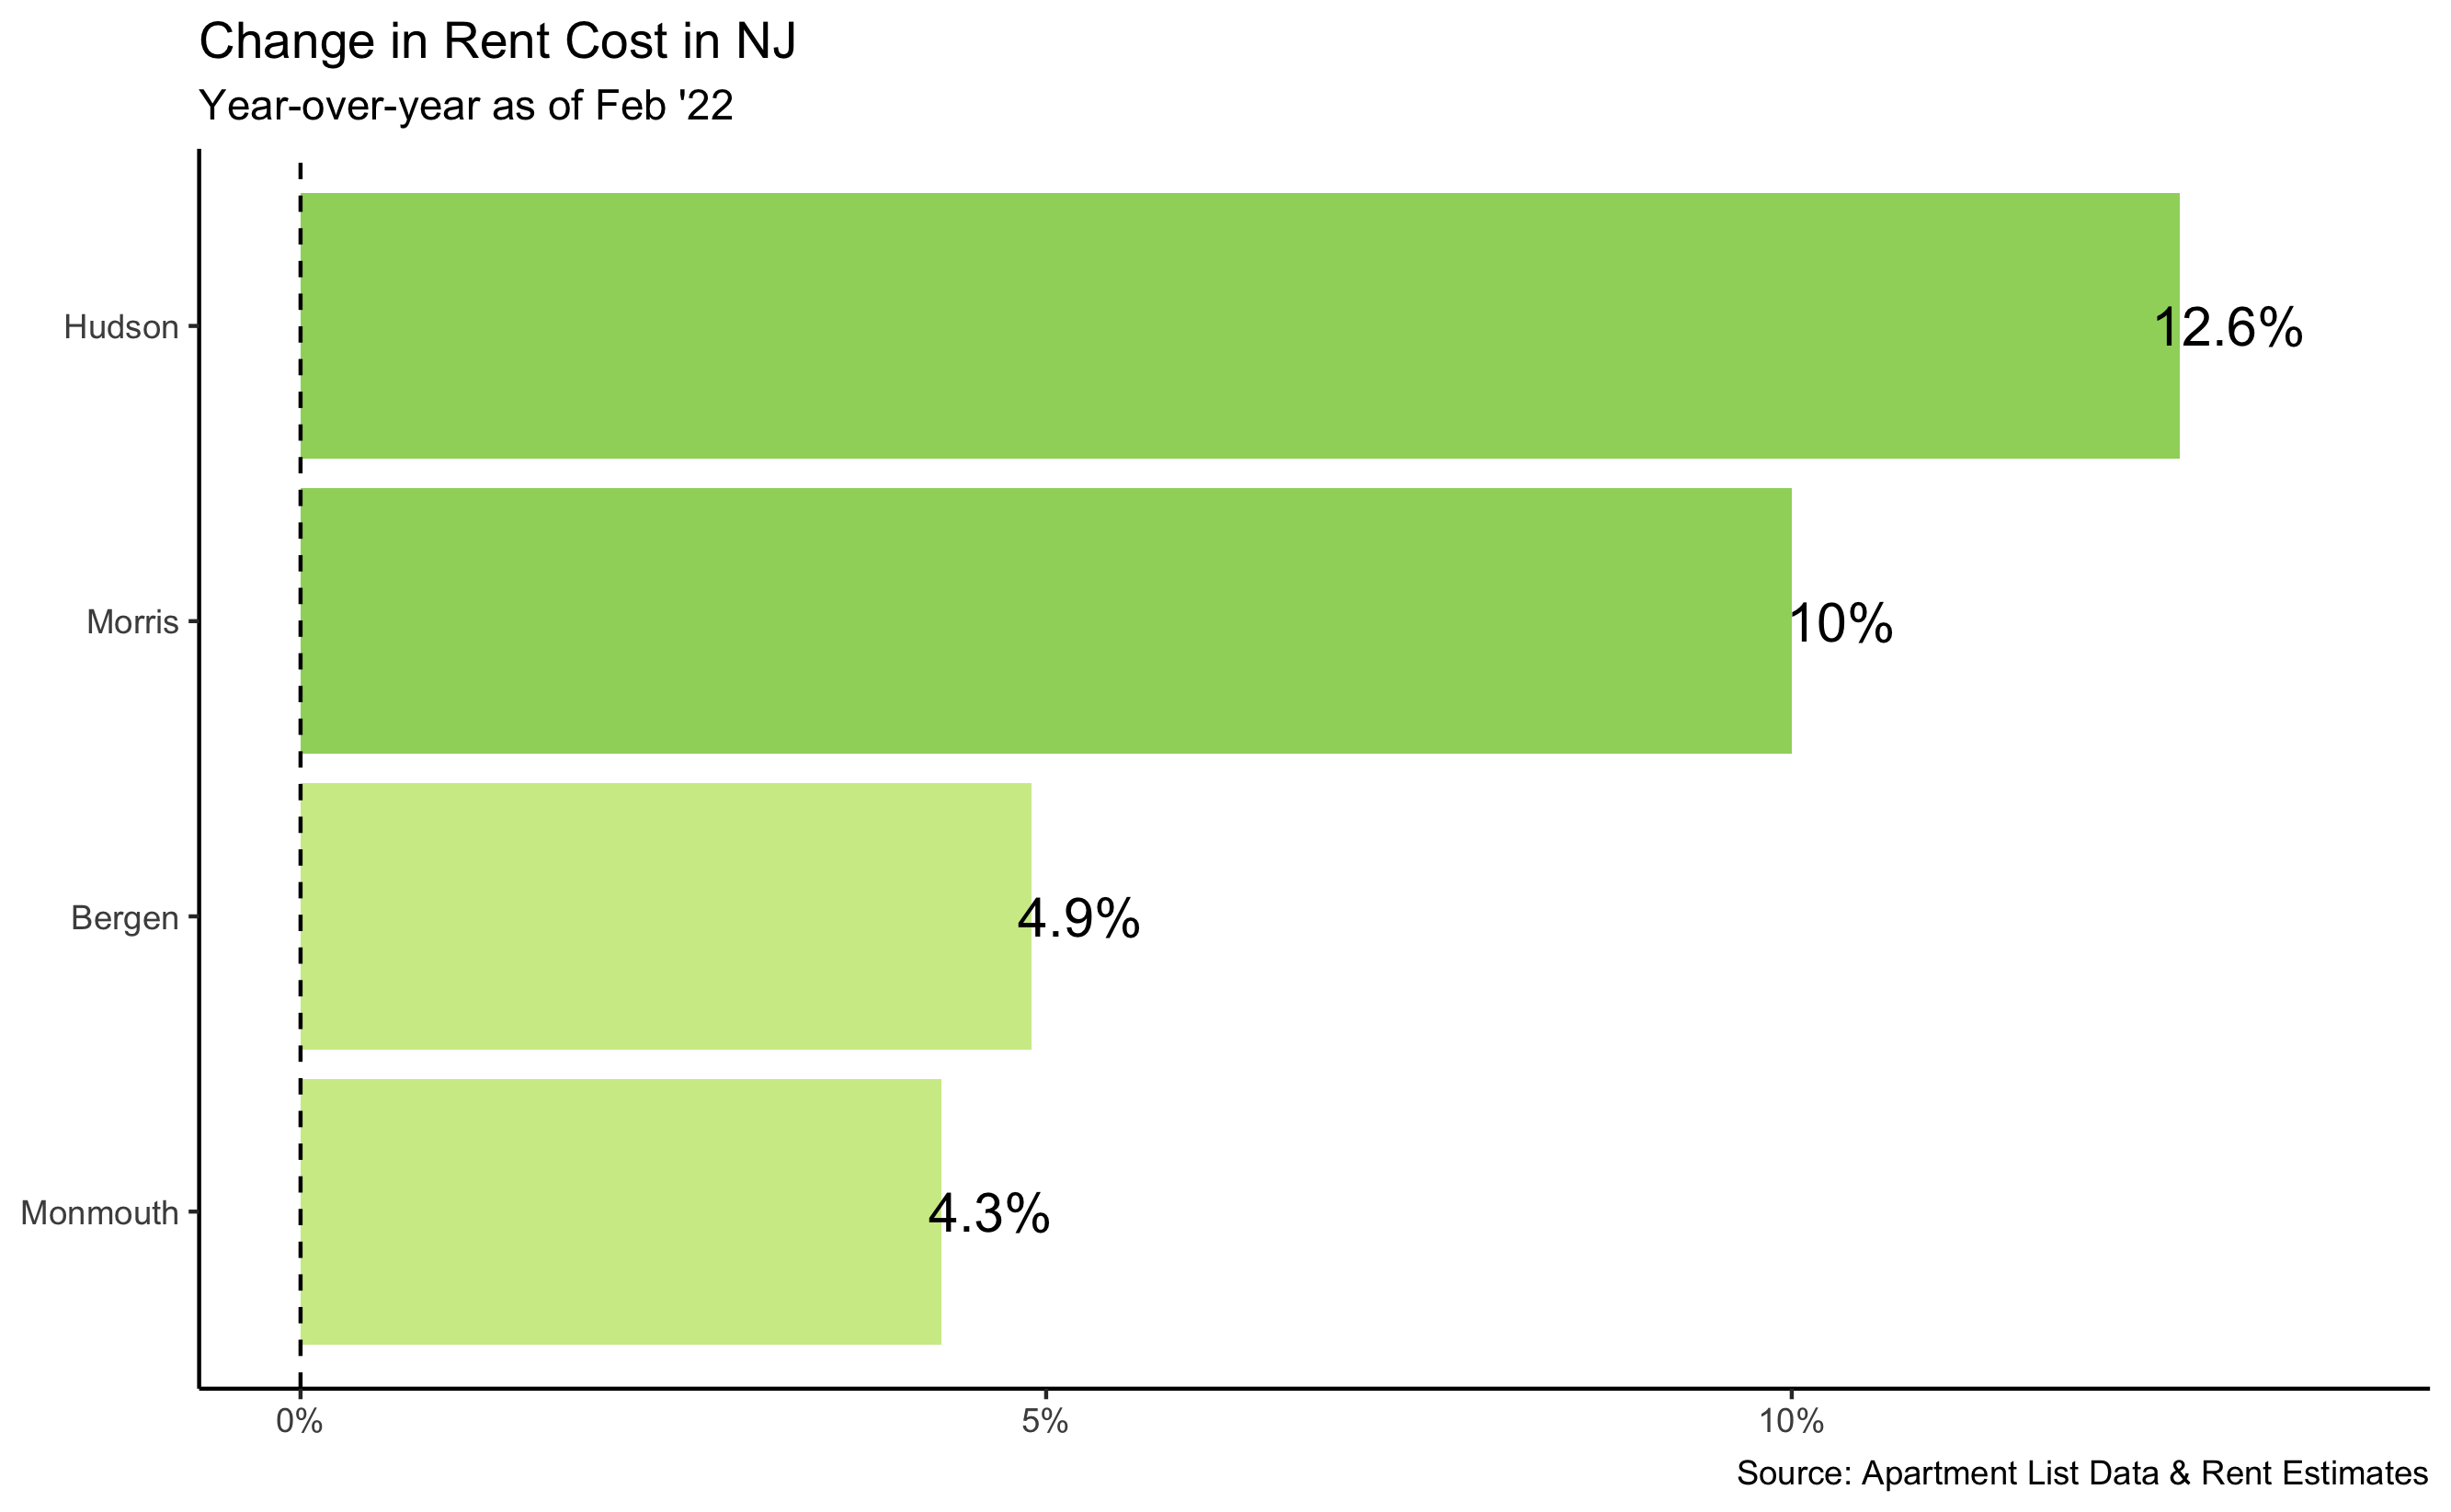 Change in Rent Cost in NJ
Year-over-year as of Feb '22
Hudson
12.6%
Morris
10%
Bergen
4.9%
Monmouth
4.3%
0% 5% 10%
Source: Apartment List Data & Rent Estimates